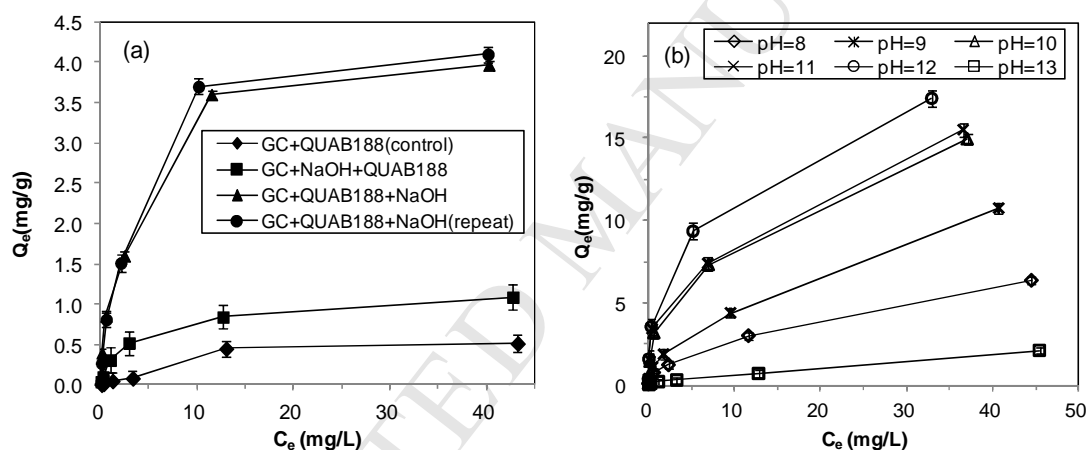 (a)
4.5
4.0
3.5
3.0
2.5
2.0
1.5
1.0
0.5
0.0
Qe(mg/g)
GC+QUAB188(control)
GC+NaOH+QUAB188
GC+QUAB188+NaOH
GC+QUAB188+NaOH(repeat)
0 10 20 30 40 50
Ce (mg/L)
(b)
20
15
10
5
0
Qe(mg/g)
pH=8 pH=9 pH=10
pH=11 pH=12 pH=13
0 10 20 30 40 50
Ce (mg/L)
ED MANU